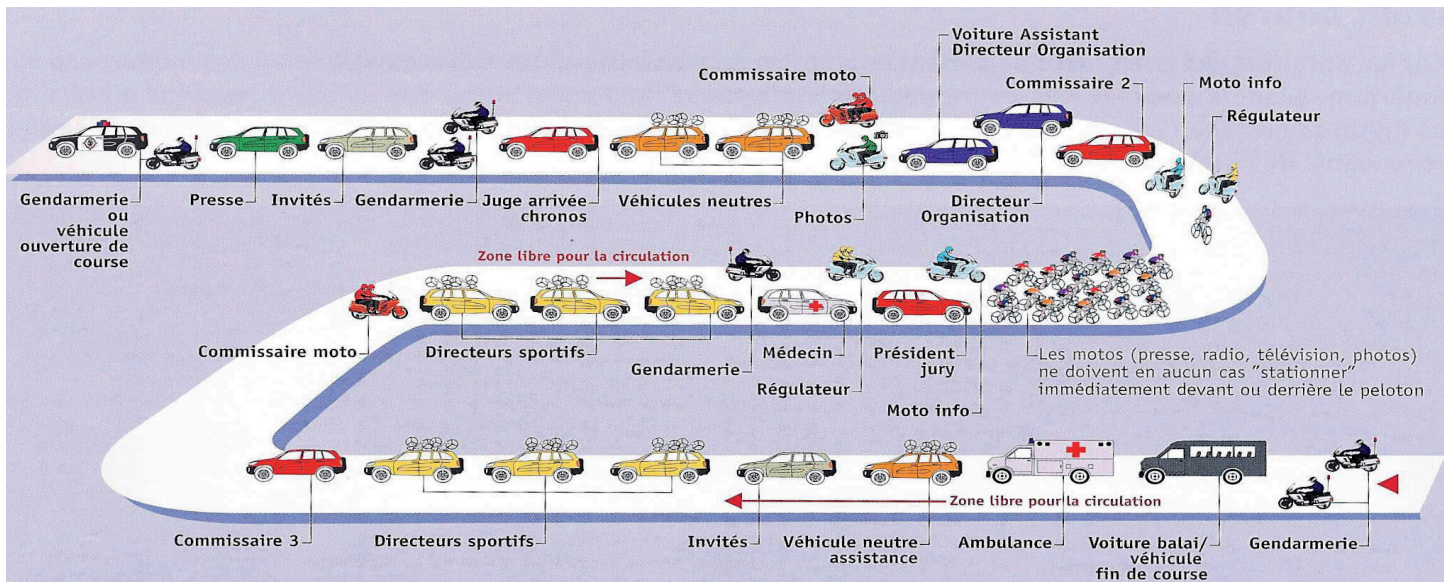 Voiture Assistant
Directeur Organisation
Commissaire moto
Commissaire 2
Moto info
Régulateur
Gendarmerie
ou
véhicule
ouverture de
course
Presse
Invités
Gendarmerie
Juge arrivée
chronos
Véhicules neutres
Photos
Directeur
Organisation
Zone libre pour la circulation
Commissaire moto
Directeurs sportifs
Gendarmerie
Médecin
Régulateur
Président
jury
Moto info
Les motos (presse, radio, télévision, photos)
ne doivent en aucun cas "stationner"
immédiatement devant ou derrière le peloton
Zone libre pour la circulation
Commissaire 3
Directeurs sportifs
Invités
Véhicule neutre
assistance
Ambulance
Voiture balai/
véhicule
fin de course
Gendarmerie